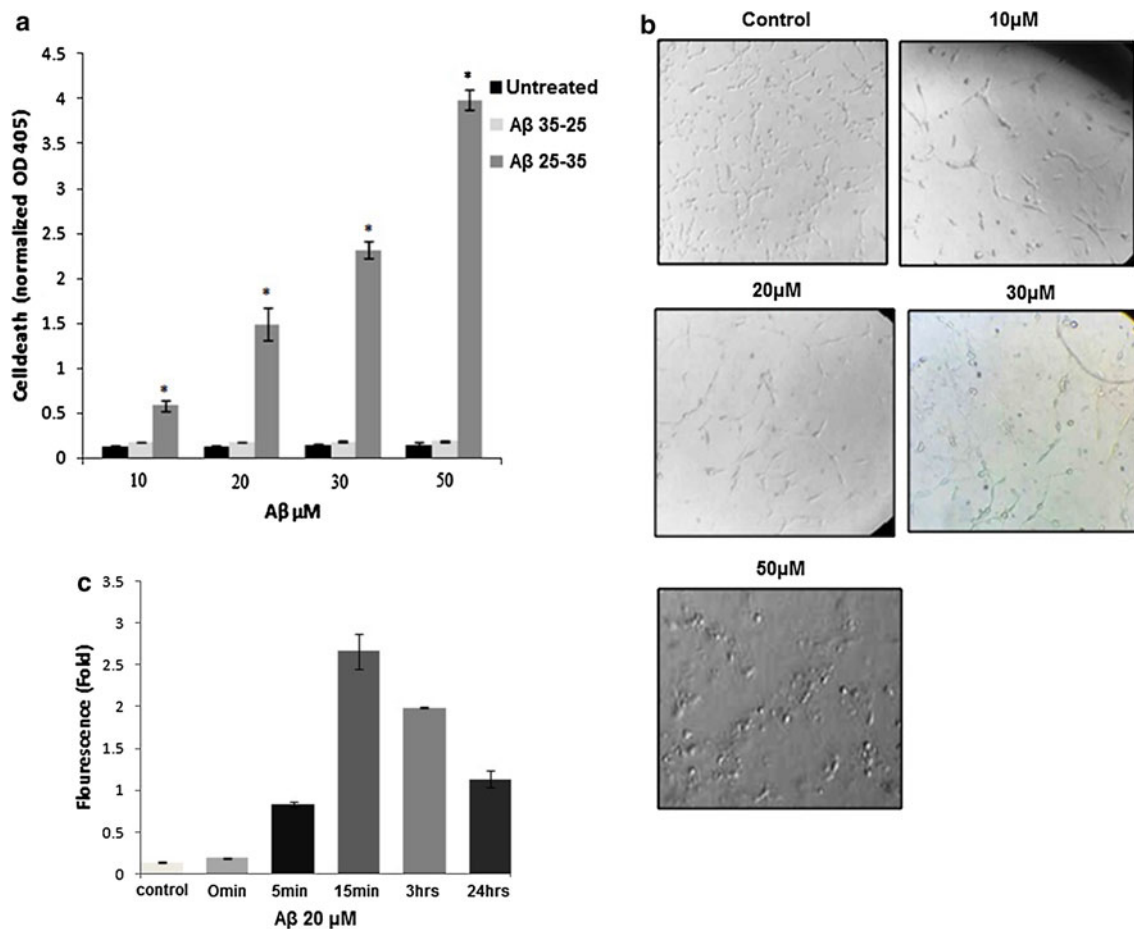 a
4.5
4
3.5
3
2.5
2
1.5
1
0.5
0
Celldeath (normalized OD405)
*
*
*
*
Untreated
Aβ 35-25
Aβ 25-35
10
20
30
50
Aβ µM
b
Control
10µM
20µM
30µM
50µM
c
3.5
3
2.5
2
1.5
1
0.5
0
Flourescence (Fold)
control
Omin
5min
15min
3hrs
24hrs
Aβ 20 µM